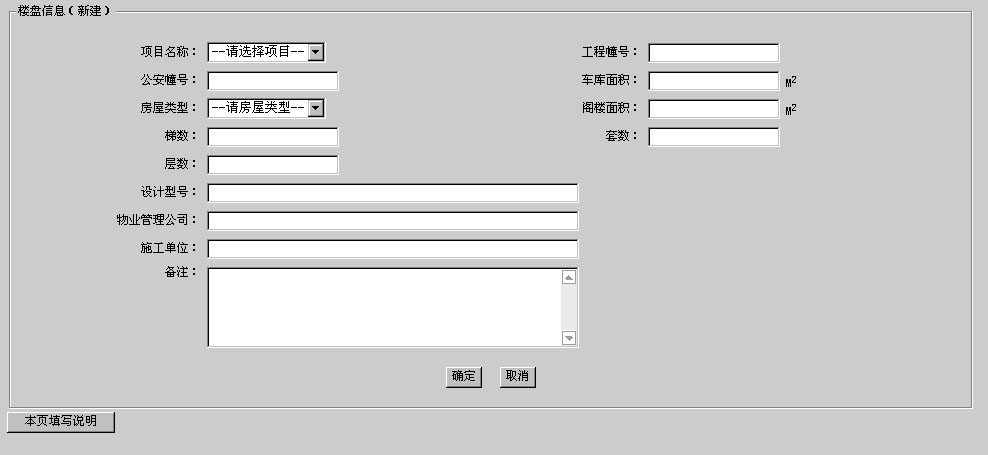 楼盘信息（新建）
项目名称： --请选择项目-- 工程幢号：
公安幢号： 车库面积： M²
房屋类型： --请房屋类型-- 阁楼面积： M²
梯数： 套数：
层数：
设计型号：
物业管理公司：
施工单位：
备注：
确定 取消
本页填写说明